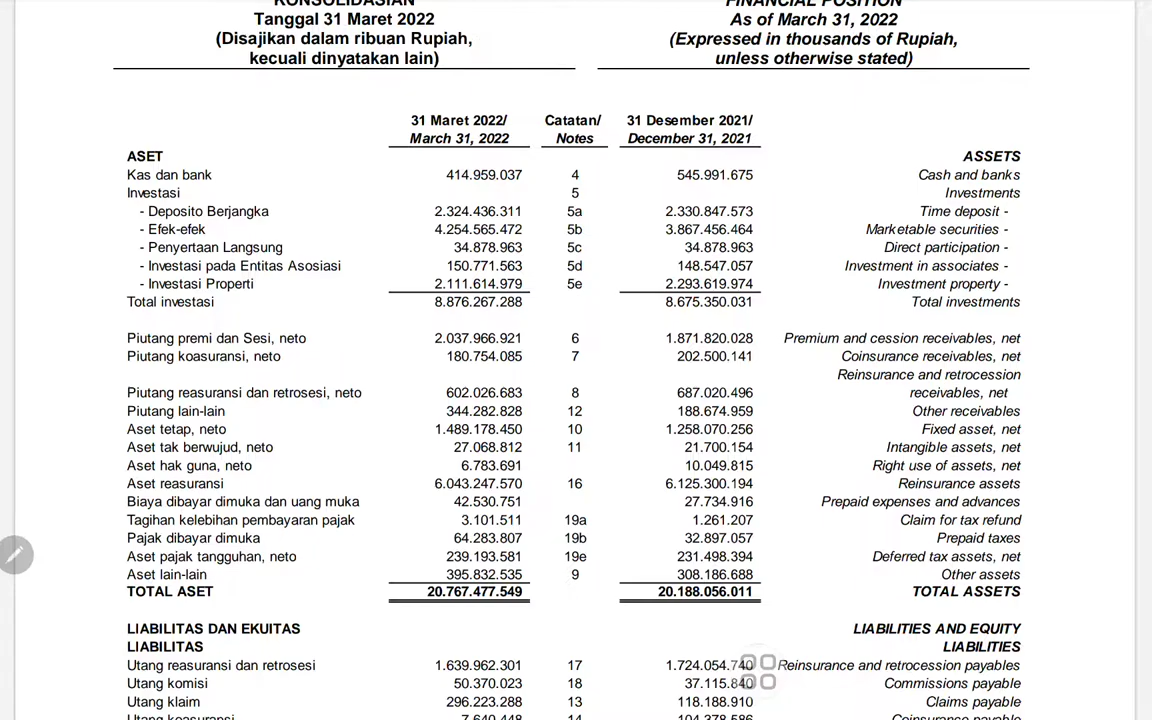 KONSOLIDASIAN FINANCIAL POSITION
Tanggal 31 Maret 2022 As of March 31, 2022
(Disajikan dalam ribuan Rupiah, (Expressed in thousands of Rupiah,
kecuali dinyatakan lain) unless otherwise stated)
31 Maret 2022/ Catatan/ 31 Desember 2021/
March 31, 2022 Notes December 31, 2021
ASET ASSETS
Kas dan bank 414.959.037 4 545.991.675 Cash and banks
Investasi 5 Investments
- Deposito Berjangka 2.324.436.311 5a 2.330.847.573 Time deposit -
- Efek-efek 4.254.565.472 5b 3.867.456.464 Marketable securities -
- Penyertaan Langsung 34.878.963 5c 34.878.963 Direct participation -
- Investasi pada Entitas Asosiasi 150.771.563 5d 148.547.057 Investment in associates -
- Investasi Properti 2.111.614.979 5e 2.293.619.974 Investment property -
Total investasi 8.876.267.288 8.675.350.031 Total investments
Piutang premi dan Sesi, neto 2.037.966.921 6 1.871.820.028 Premium and cession receivables, net
Piutang koasuransi, neto 180.754.085 7 202.500.141 Coinsurance receivables, net
Reinsurance and retrocession
Piutang reasuransi dan retrosesi, neto 602.026.683 8 687.020.496 receivables, net
Piutang lain-lain 344.282.828 12 188.674.959 Other receivables
Aset tetap, neto 1.489.178.450 10 1.258.070.256 Fixed asset, net
Aset tak berwujud, neto 27.068.812 11 21.700.154 Intangible assets, net
Aset hak guna, neto 6.783.691 10.049.815 Right use of assets, net
Aset reasuransi 6.043.247.570 16 6.125.300.194 Reinsurance assets
Biaya dibayar dimuka dan uang muka 42.530.751 27.734.916 Prepaid expenses and advances
Tagihan kelebihan pembayaran pajak 3.101.511 19a 1.261.207 Claim for tax refund
Pajak dibayar dimuka 64.283.807 19b 32.897.057 Prepaid taxes
Aset pajak tangguhan, neto 239.193.581 19e 231.498.394 Deferred tax assets, net
Aset lain-lain 395.832.535 9 308.186.688 Other assets
TOTAL ASET 20.767.477.549 20.188.056.011 TOTAL ASSETS
LIABILITAS DAN EKUITAS LIABILITIES AND EQUITY
LIABILITAS LIABILITIES
Utang reasuransi dan retrosesi 1.639.962.301 17 1.724.054.740 Reinsurance and retrocession payables
Utang komisi 50.370.023 18 37.115.840 Commissions payable
Utang klaim 296.223.288 13 118.188.910 Claims payable
Utang koasuransi 7.640.448 14 104.378.586 Coinsurance payable